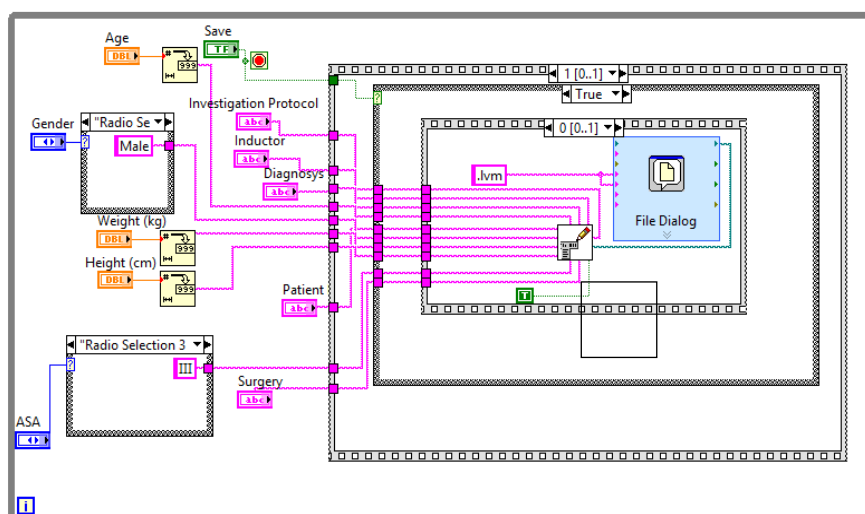 Age
DBL
Save
TF
1 [0..1]
True
Investigation Protocol
abc
0 [0..1]
Gender
"Radio Se
Male
Inductor
abc
Diagnosys
abc
.lvm
File Dialog
Weight (kg)
DBL
Height (cm)
DBL
Patient
abc
T
"Radio Selection 3
III
Surgery
abc
ASA
i